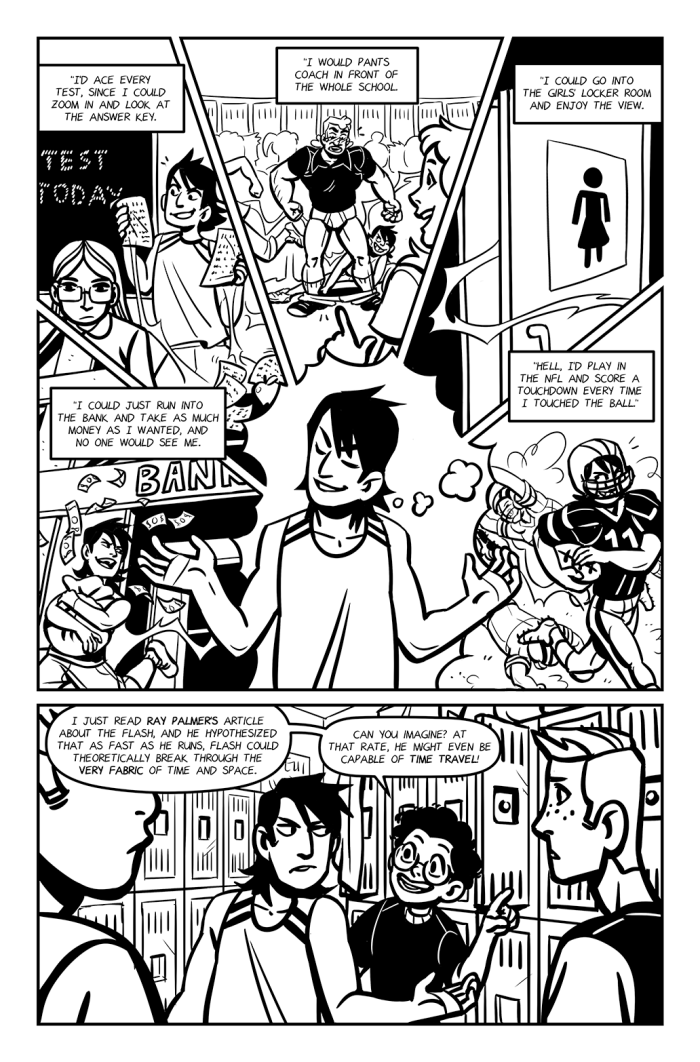 "I'D ACE EVERY
TEST, SINCE I COULD
ZOOM IN AND LOOK AT
THE ANSWER KEY.
"I WOULD PANTS
COACH IN FRONT OF
THE WHOLE SCHOOL.
"I COULD GO INTO
THE GIRLS' LOCKER ROOM
AND ENJOY THE VIEW.
TEST
TODAY
"I COULD JUST RUN INTO
THE BANK AND TAKE AS MUCH
MONEY AS I WANTED, AND
NO ONE WOULD SEE ME.
"HELL, I'D PLAY IN
THE NFL AND SCORE A
TOUCHDOWN EVERY TIME
I TOUCHED THE BALL."
BANK
11
I JUST READ RAY PALMER'S ARTICLE
ABOUT THE FLASH, AND HE HYPOTHESIZED
THAT AS FAST AS HE RUNS, FLASH COULD
THEORETICALLY BREAK THROUGH THE
VERY FABRIC OF TIME AND SPACE.
CAN YOU IMAGINE? AT
THAT RATE, HE MIGHT EVEN BE
CAPABLE OF TIME TRAVEL!